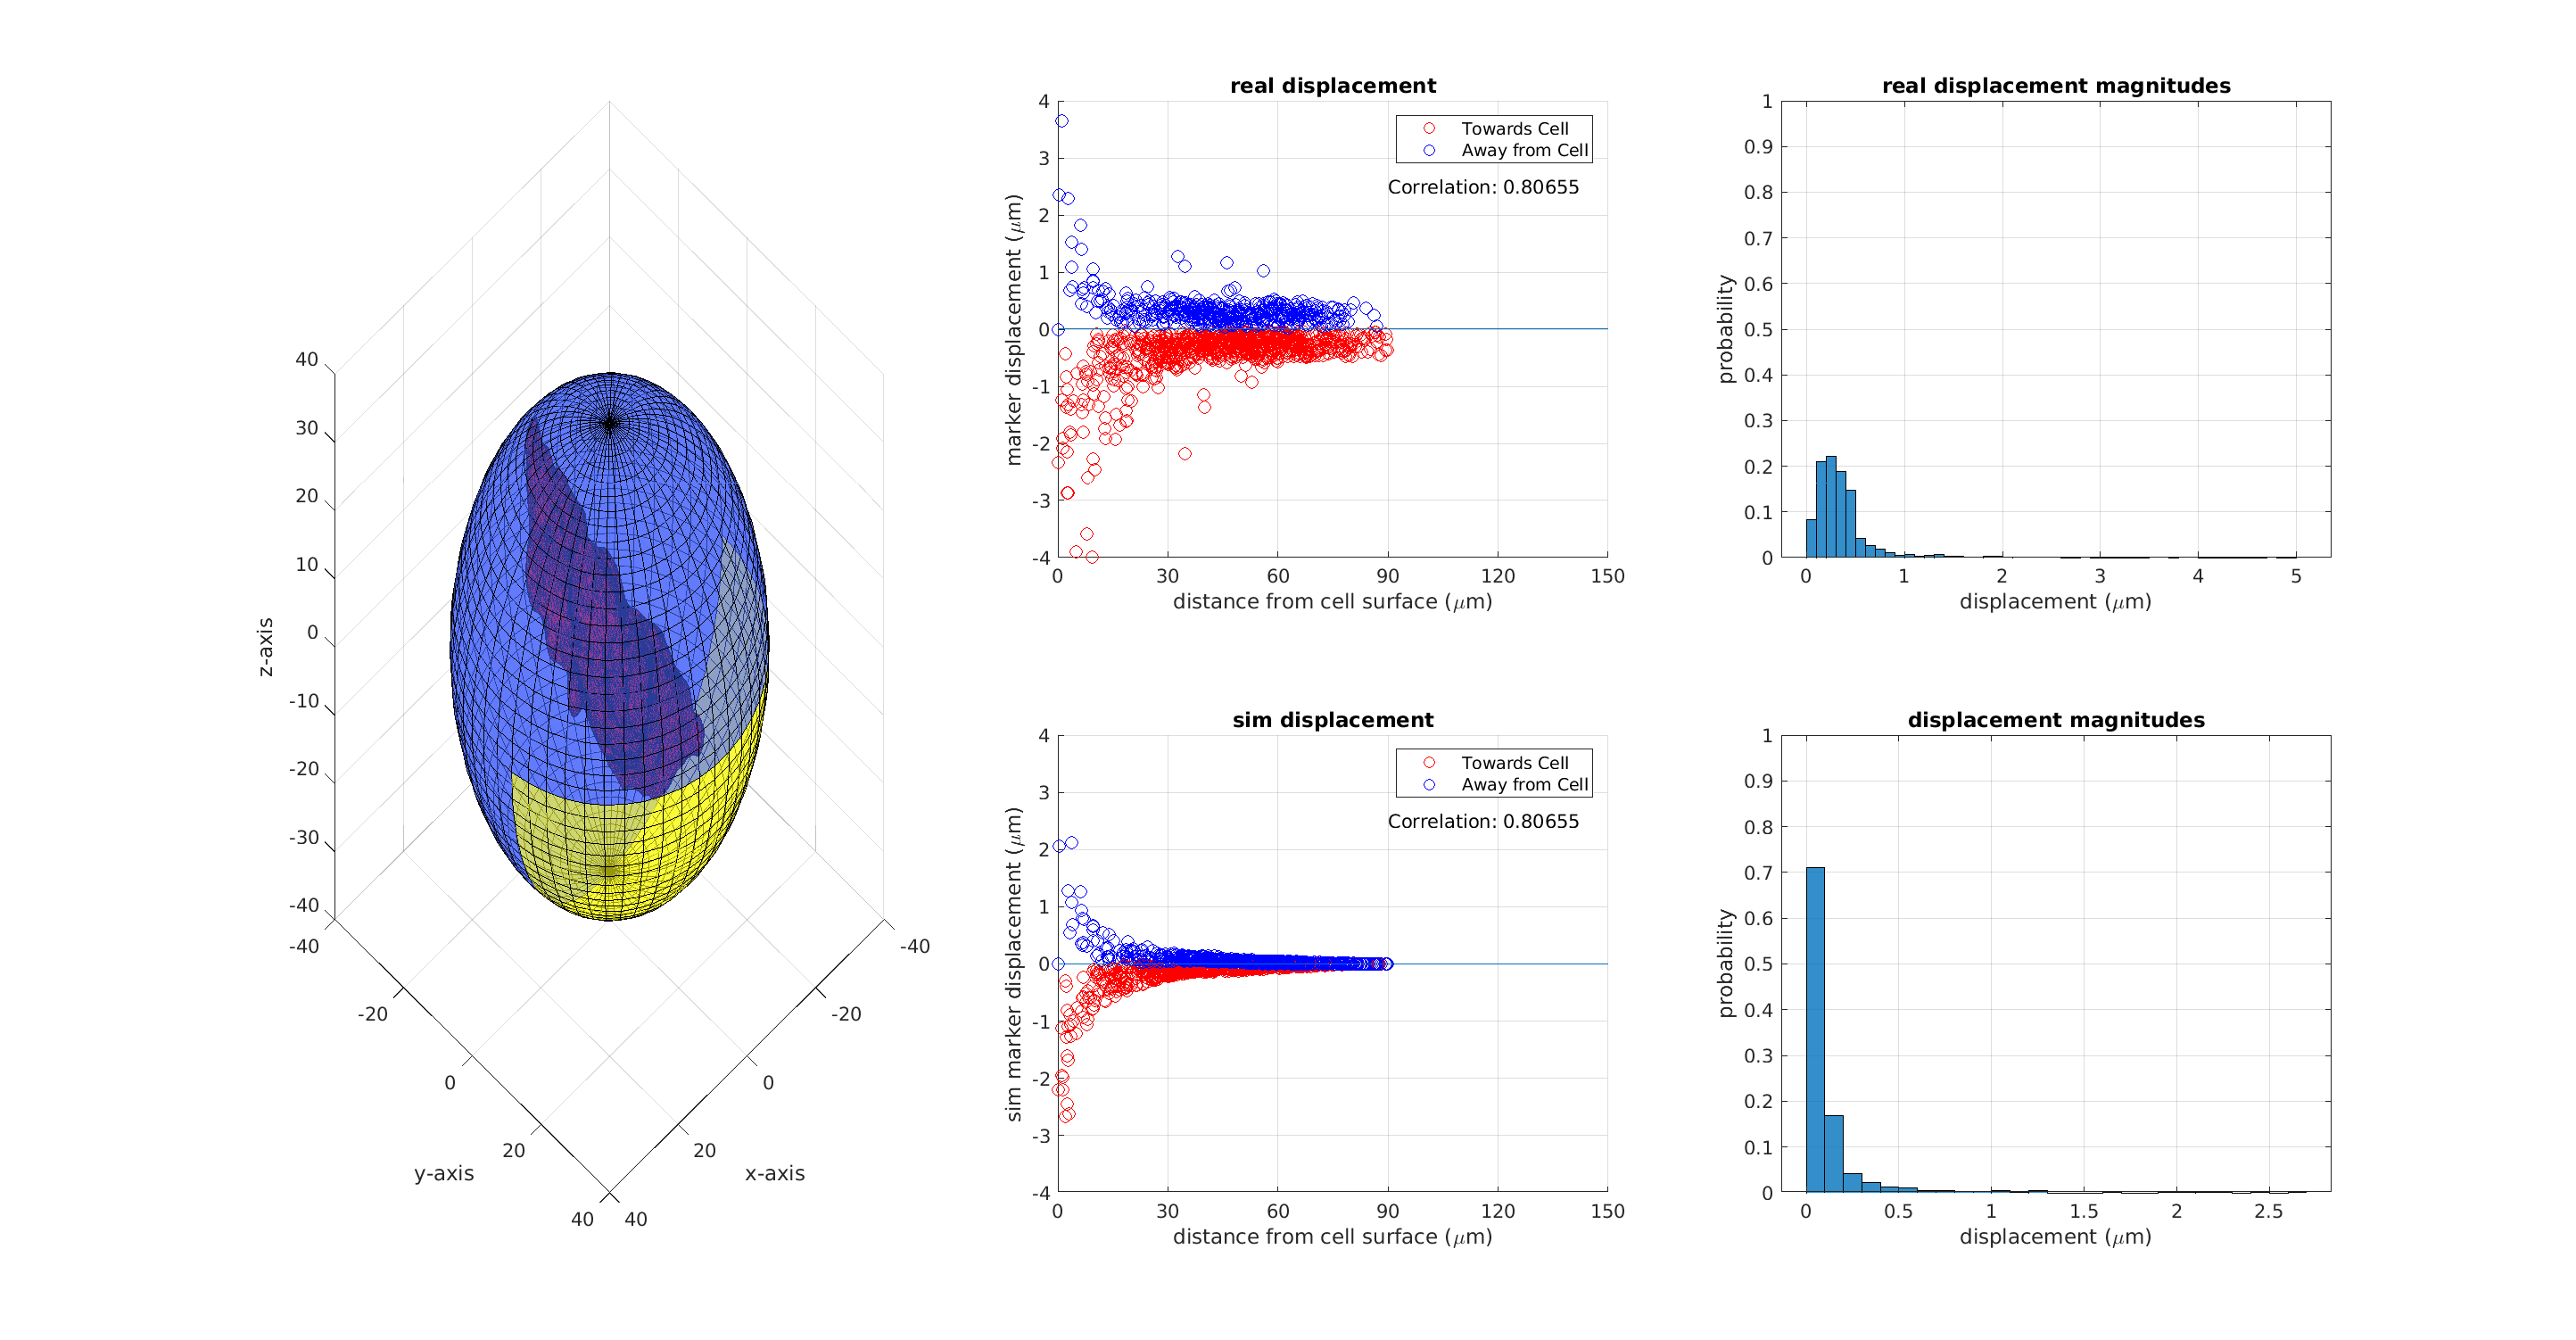 40
30
20
10
0
-10
-20
-30
-40
z-axis
-40
-20
0
20
40
y-axis
-40
-20
0
20
40
x-axis
real displacement
4
3
2
1
0
-1
-2
-3
-4
marker displacement (μm)
Towards Cell
Away from Cell
Correlation: 0.80655
0 30 60 90 120 150
distance from cell surface (μm)
real displacement magnitudes
1
0.9
0.8
0.7
0.6
0.5
0.4
0.3
0.2
0.1
0
probability
0 1 2 3 4 5
displacement (μm)
sim displacement
4
3
2
1
0
-1
-2
-3
-4
sim marker displacement (μm)
Towards Cell
Away from Cell
Correlation: 0.80655
0 30 60 90 120 150
distance from cell surface (μm)
displacement magnitudes
1
0.9
0.8
0.7
0.6
0.5
0.4
0.3
0.2
0.1
0
probability
0 0.5 1 1.5 2 2.5
displacement (μm)